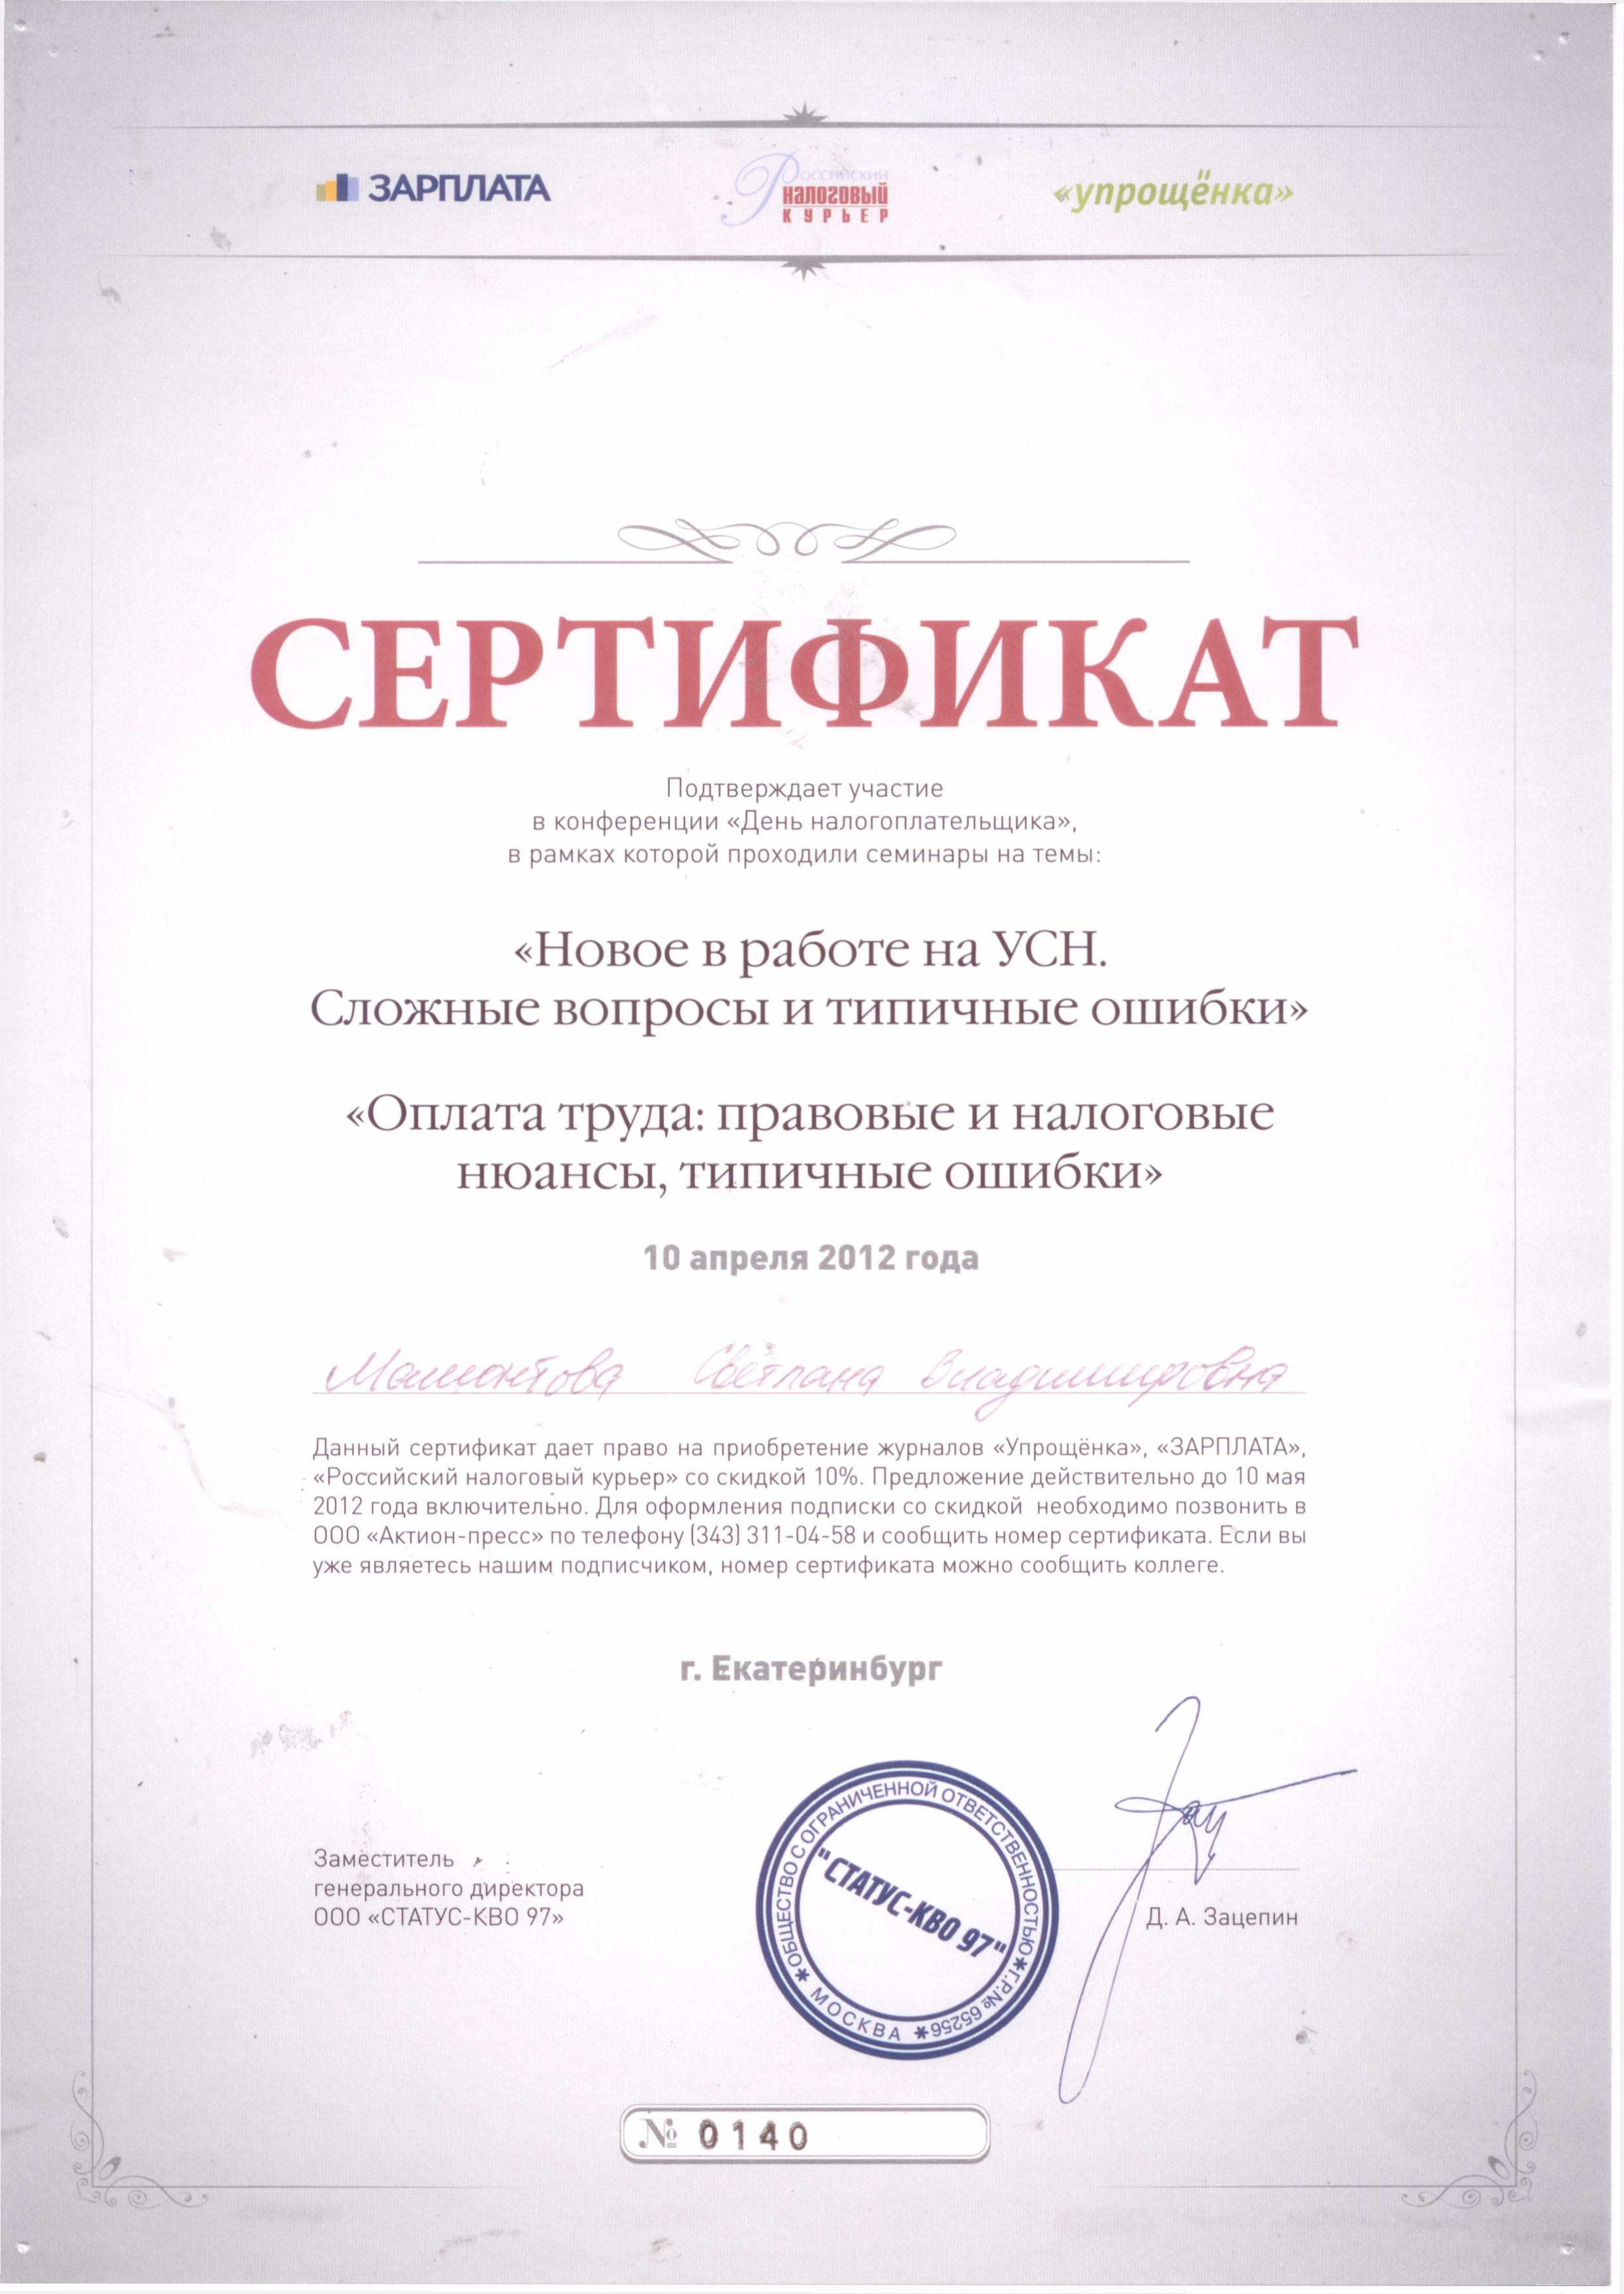 ЗАРПЛАТА
Российский
налоговый
курьер
«упрощёнка»
СЕРТИФИКАТ
Подтверждает участие
в конференции «День налогоплательщика»,
в рамках которой проходили семинары на темы:
«Новое в работе на УСН.
Сложные вопросы и типичные ошибки»
«Оплата труда: правовые и налоговые
нюансы, типичные ошибки»
10 апреля 2012 года
Мамонтова Светлана Владимировна
Данный сертификат дает право на приобретение журналов «Упрощёнка», «ЗАРПЛАТА»,
«Российский налоговый курьер» со скидкой 10%. Предложение действительно до 10 мая
2012 года включительно. Для оформления подписки со скидкой необходимо позвонить в
ООО «Актион-пресс» по телефону (343) 311-04-58 и сообщить номер сертификата. Если вы
уже являетесь нашим подписчиком, номер сертификата можно сообщить коллеге.
г. Екатеринбург
Заместитель
генерального директора
ООО «СТАТУС-КВО 97»
ОБЩЕСТВО С ОГРАНИЧЕННОЙ ОТВЕТСТВЕННОСТЬЮ*Г.Р.№ 65256* МОСКВА *
"СТАТУС-КВО 97"
Д. А. Зацепин
№ 0140